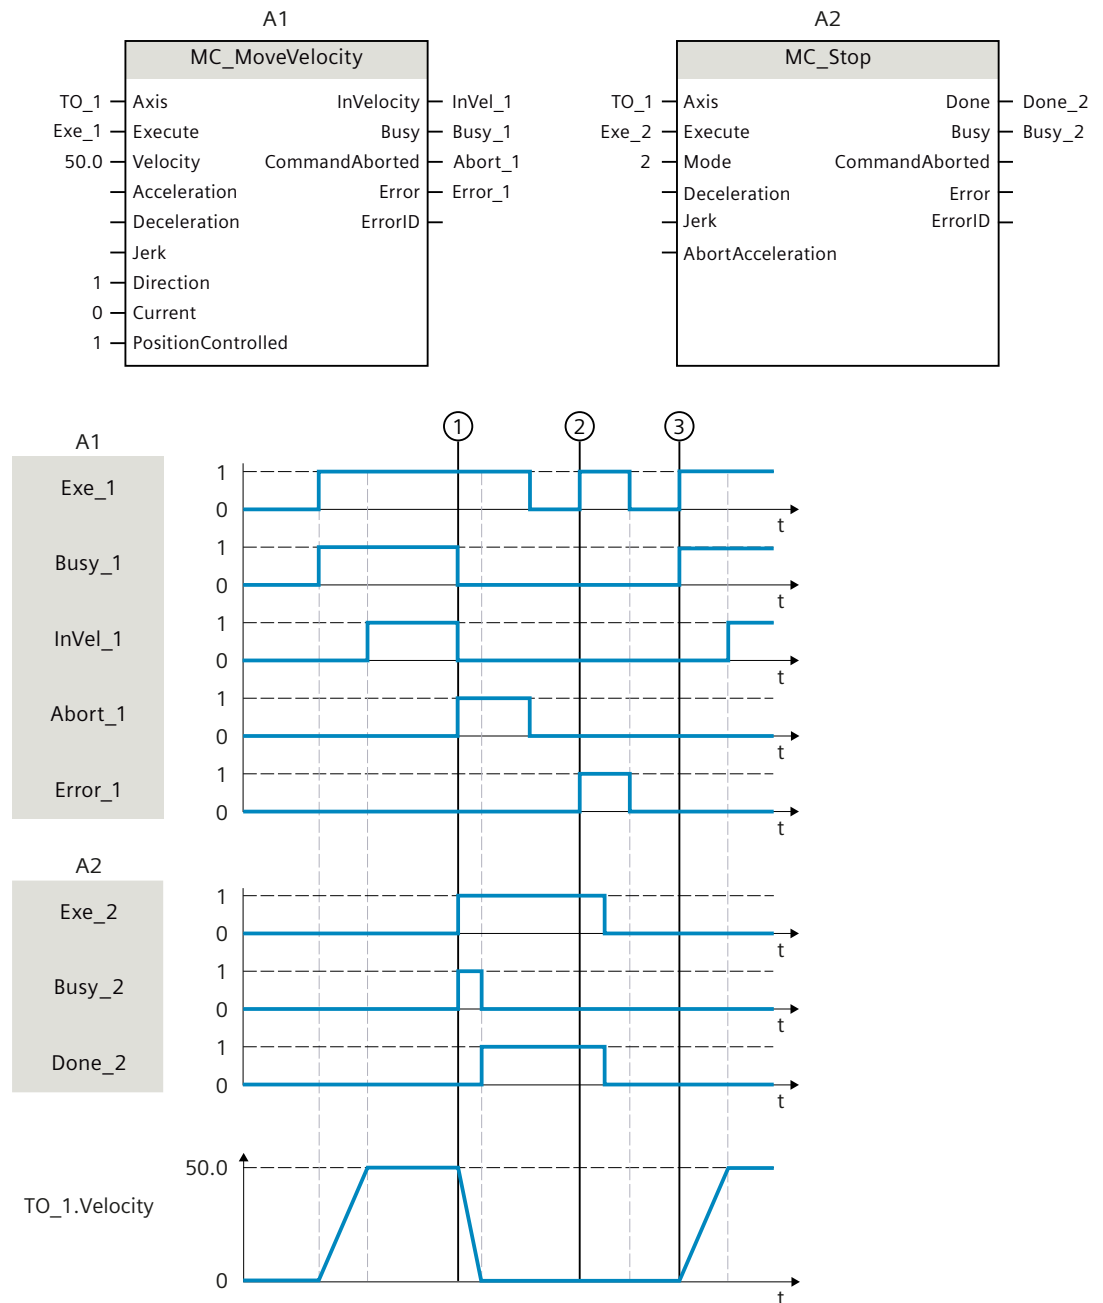 A1 A2
MC_MoveVelocity MC_Stop
TO_1 Axis InVelocity InVel_1 TO_1 Axis Done Done_2
Exe_1 Execute Busy Busy_1 Exe_2 Execute Busy Busy_2
50.0 Velocity CommandAborted Abort_1 2 Mode CommandAborted
Acceleration Error Error_1 Deceleration Error
Deceleration ErrorID Jerk ErrorID
Jerk AbortAcceleration
1 Direction
0 Current
1 PositionControlled
1 2 3
A1
Exe_1 1
0
t
Busy_1 1
0
t
InVel_1 1
0
t
Abort_1 1
0
t
Error_1 1
0
t
A2
Exe_2 1
0
t
Busy_2 1
0
t
Done_2 1
0
t
50.0
TO_1.Velocity
0
t